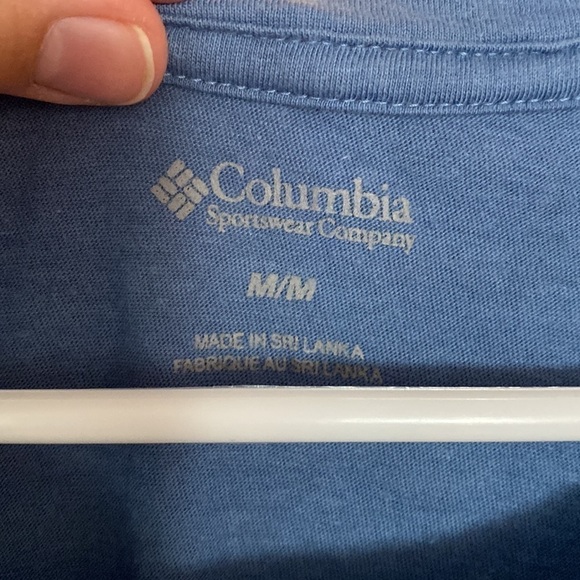 Columbia
Sportswear Company
M/M
MADE IN SRI LANKA
FABRIQUE AU SRI LANKA